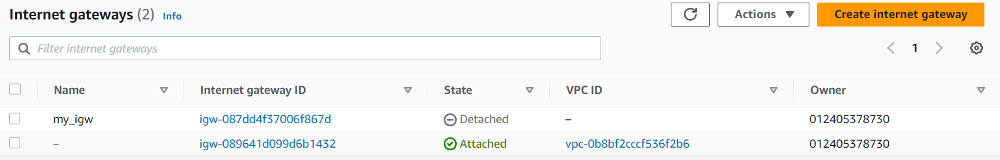 Internet gateways (2) Info Actions Create internet gateway
Filter internet gateways 1
Name Internet gateway ID State VPC ID Owner
my_igw igw-087dd4f37006f867d Detached – 012405378730
– igw-089641d099d6b1432 Attached vpc-0b8bf2cccf536f2b6 012405378730